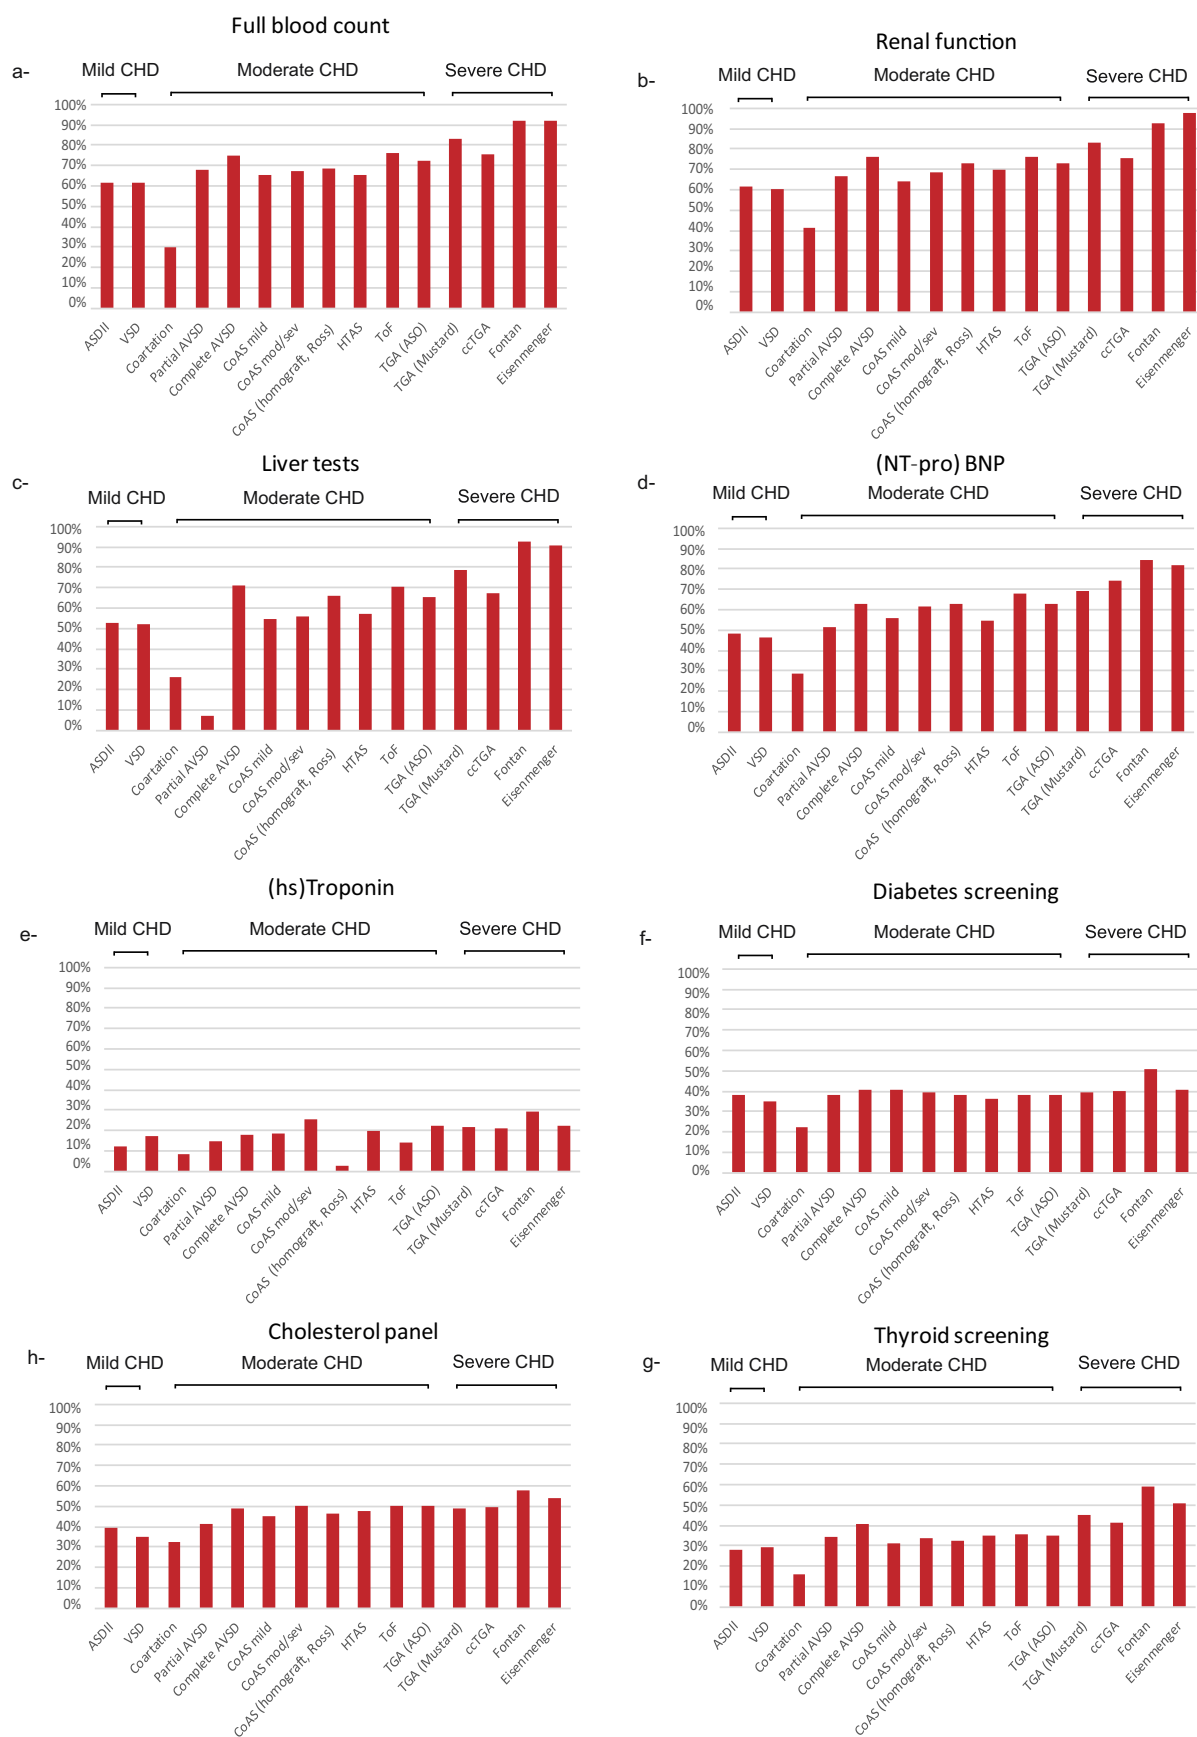 Full blood count
a-
Mild CHD
Moderate CHD
Severe CHD
100%
90%
80%
70%
60%
50%
40%
30%
20%
10%
0%
ASDII
VSD
Coartation
Partial AVSD
Complete AVSD
CoAS mild
CoAS mod/sev
CoAS (homograft, Ross)
HTAS
ToF
TGA (ASO)
TGA (Mustard)
ccTGA
Fontan
Eisenmenger
Renal function
b-
Mild CHD
Moderate CHD
Severe CHD
100%
90%
80%
70%
60%
50%
40%
30%
20%
10%
0%
ASDII
VSD
Coartation
Partial AVSD
Complete AVSD
CoAS mild
CoAS mod/sev
CoAS (homograft, Ross)
HTAS
ToF
TGA (ASO)
TGA (Mustard)
ccTGA
Fontan
Eisenmenger
Liver tests
c-
Mild CHD
Moderate CHD
Severe CHD
100%
90%
80%
70%
60%
50%
40%
30%
20%
10%
0%
ASDII
VSD
Coartation
Partial AVSD
Complete AVSD
CoAS mild
CoAS mod/sev
CoAS (homograft, Ross)
HTAS
ToF
TGA (ASO)
TGA (Mustard)
ccTGA
Fontan
Eisenmenger
(NT-pro) BNP
d-
Mild CHD
Moderate CHD
Severe CHD
100%
90%
80%
70%
60%
50%
40%
30%
20%
10%
0%
ASDII
VSD
Coartation
Partial AVSD
Complete AVSD
CoAS mild
CoAS mod/sev
CoAS (homograft, Ross)
HTAS
ToF
TGA (ASO)
TGA (Mustard)
ccTGA
Fontan
Eisenmenger
(hs)Troponin
e-
Mild CHD
Moderate CHD
Severe CHD
100%
90%
80%
70%
60%
50%
40%
30%
20%
10%
0%
ASDII
VSD
Coartation
Partial AVSD
Complete AVSD
CoAS mild
CoAS mod/sev
CoAS (homograft, Ross)
HTAS
ToF
TGA (ASO)
TGA (Mustard)
ccTGA
Fontan
Eisenmenger
Diabetes screening
f-
Mild CHD
Moderate CHD
Severe CHD
100%
90%
80%
70%
60%
50%
40%
30%
20%
10%
0%
ASDII
VSD
Coartation
Partial AVSD
Complete AVSD
CoAS mild
CoAS mod/sev
CoAS (homograft, Ross)
HTAS
ToF
TGA (ASO)
TGA (Mustard)
ccTGA
Fontan
Eisenmenger
Cholesterol panel
h-
Mild CHD
Moderate CHD
Severe CHD
100%
90%
80%
70%
60%
50%
40%
30%
20%
10%
0%
ASDII
VSD
Coartation
Partial AVSD
Complete AVSD
CoAS mild
CoAS mod/sev
CoAS (homograft, Ross)
HTAS
ToF
TGA (ASO)
TGA (Mustard)
ccTGA
Fontan
Eisenmenger
Thyroid screening
g-
Mild CHD
Moderate CHD
Severe CHD
100%
90%
80%
70%
60%
50%
40%
30%
20%
10%
0%
ASDII
VSD
Coartation
Partial AVSD
Complete AVSD
CoAS mild
CoAS mod/sev
CoAS (homograft, Ross)
HTAS
ToF
TGA (ASO)
TGA (Mustard)
ccTGA
Fontan
Eisenmenger